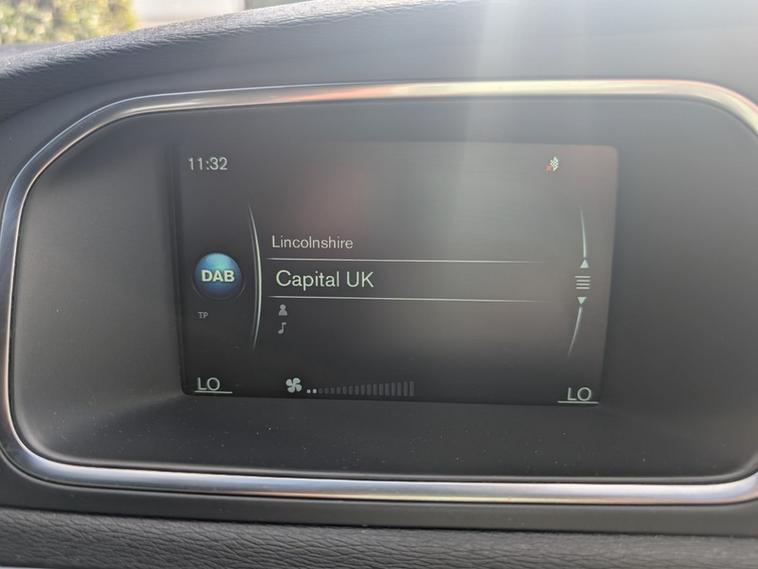 11:32
Lincolnshire
DAB
Capital UK
TP
LO
LO